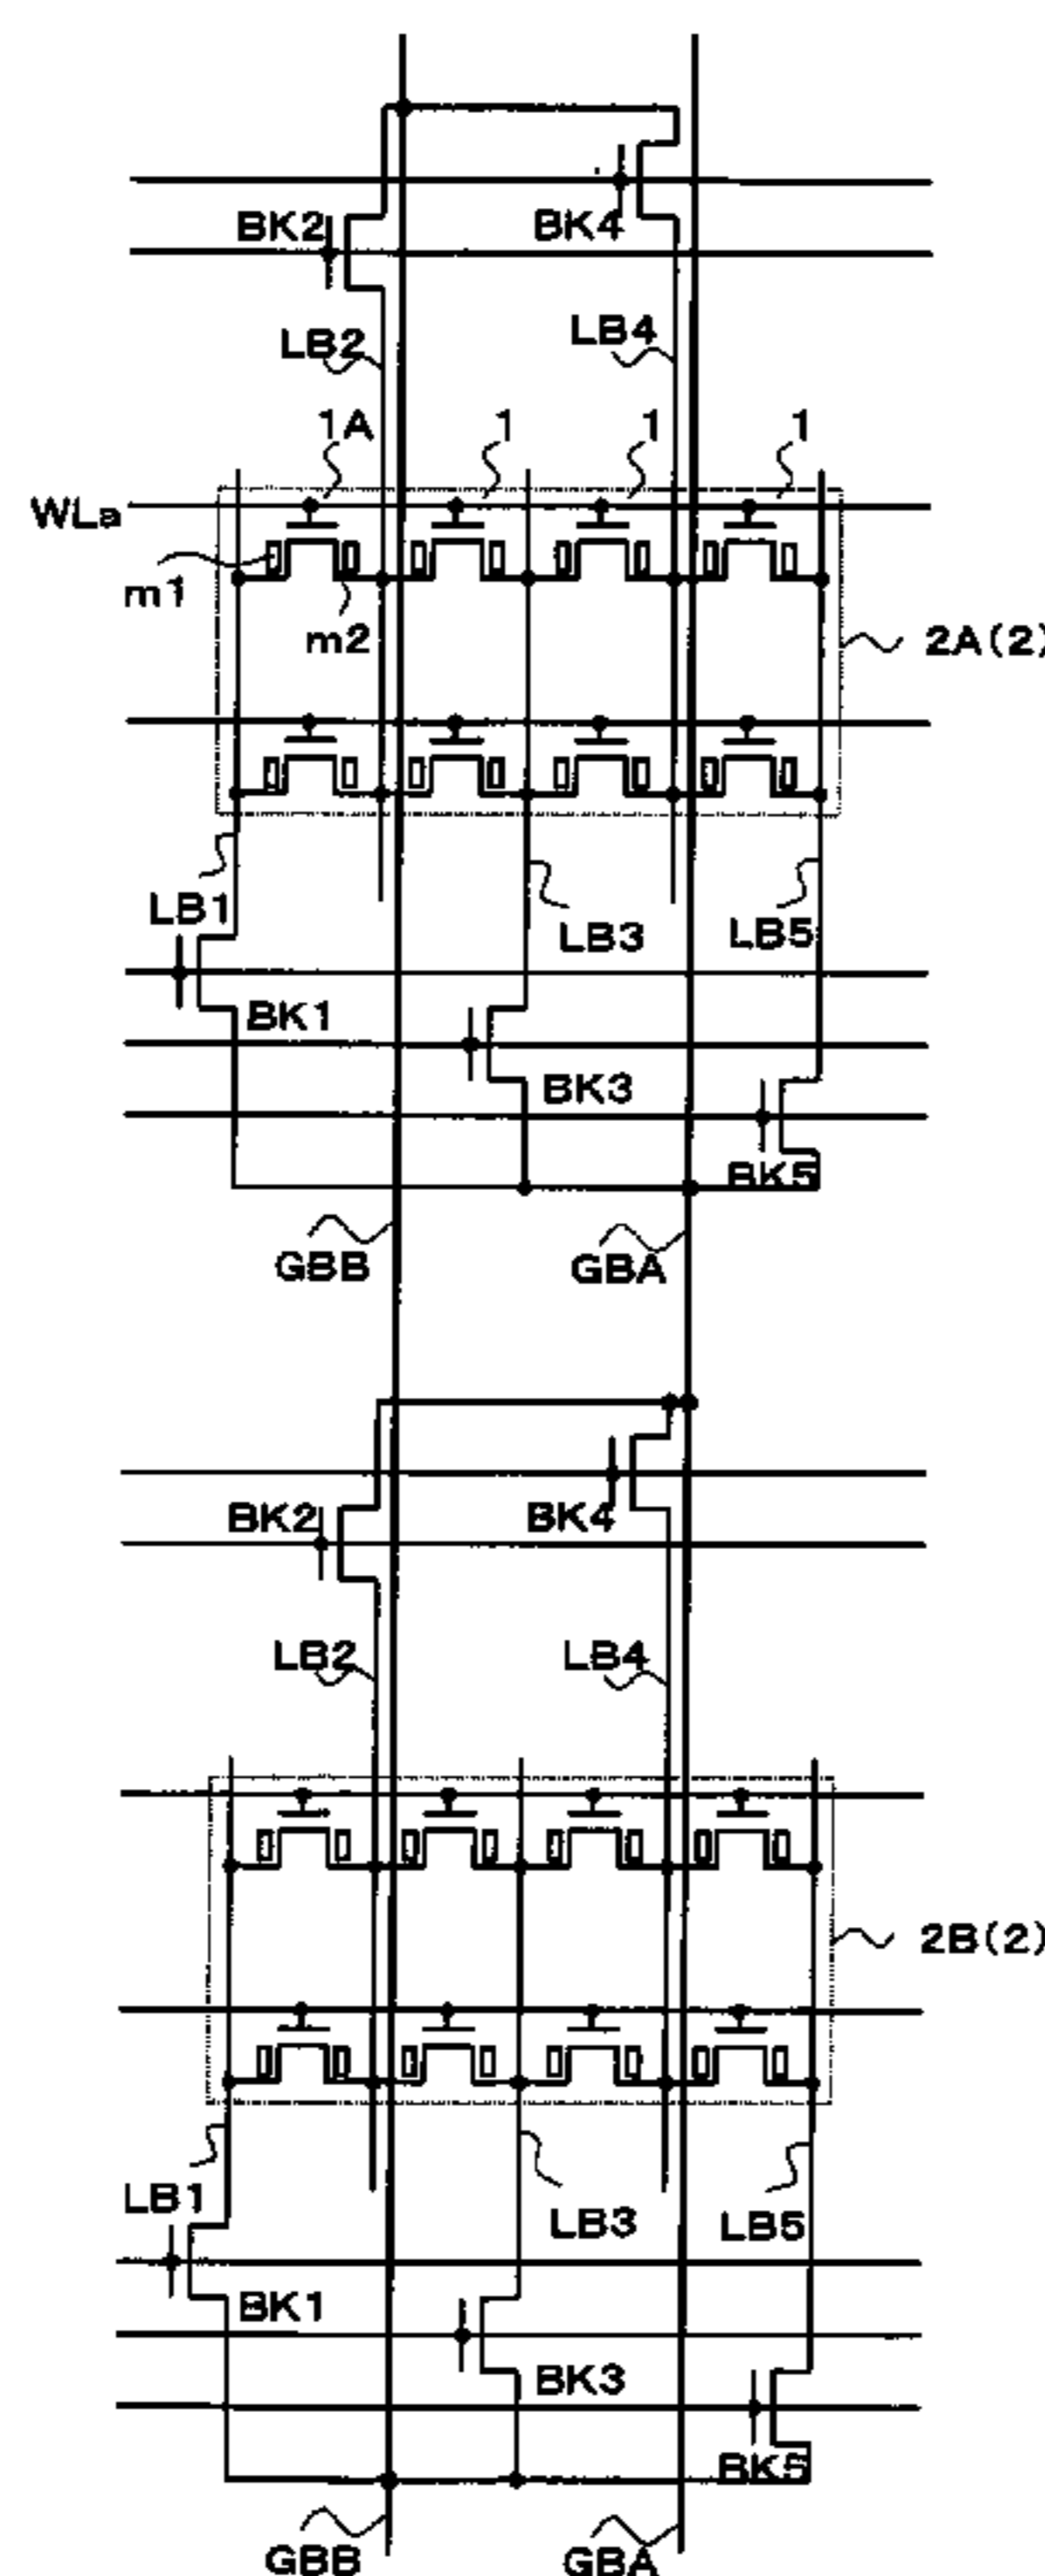 BK2 BK4
LB2 LB4
1A 1 1 1
WLa
m1
m2
2A(2)
LB1 LB3 LB5
BK1
BK3
BK5
GBB GBA
BK2 BK4
LB2 LB4
2B(2)
LB1 LB3 LB5
BK1
BK3
BK5
GBB GBA